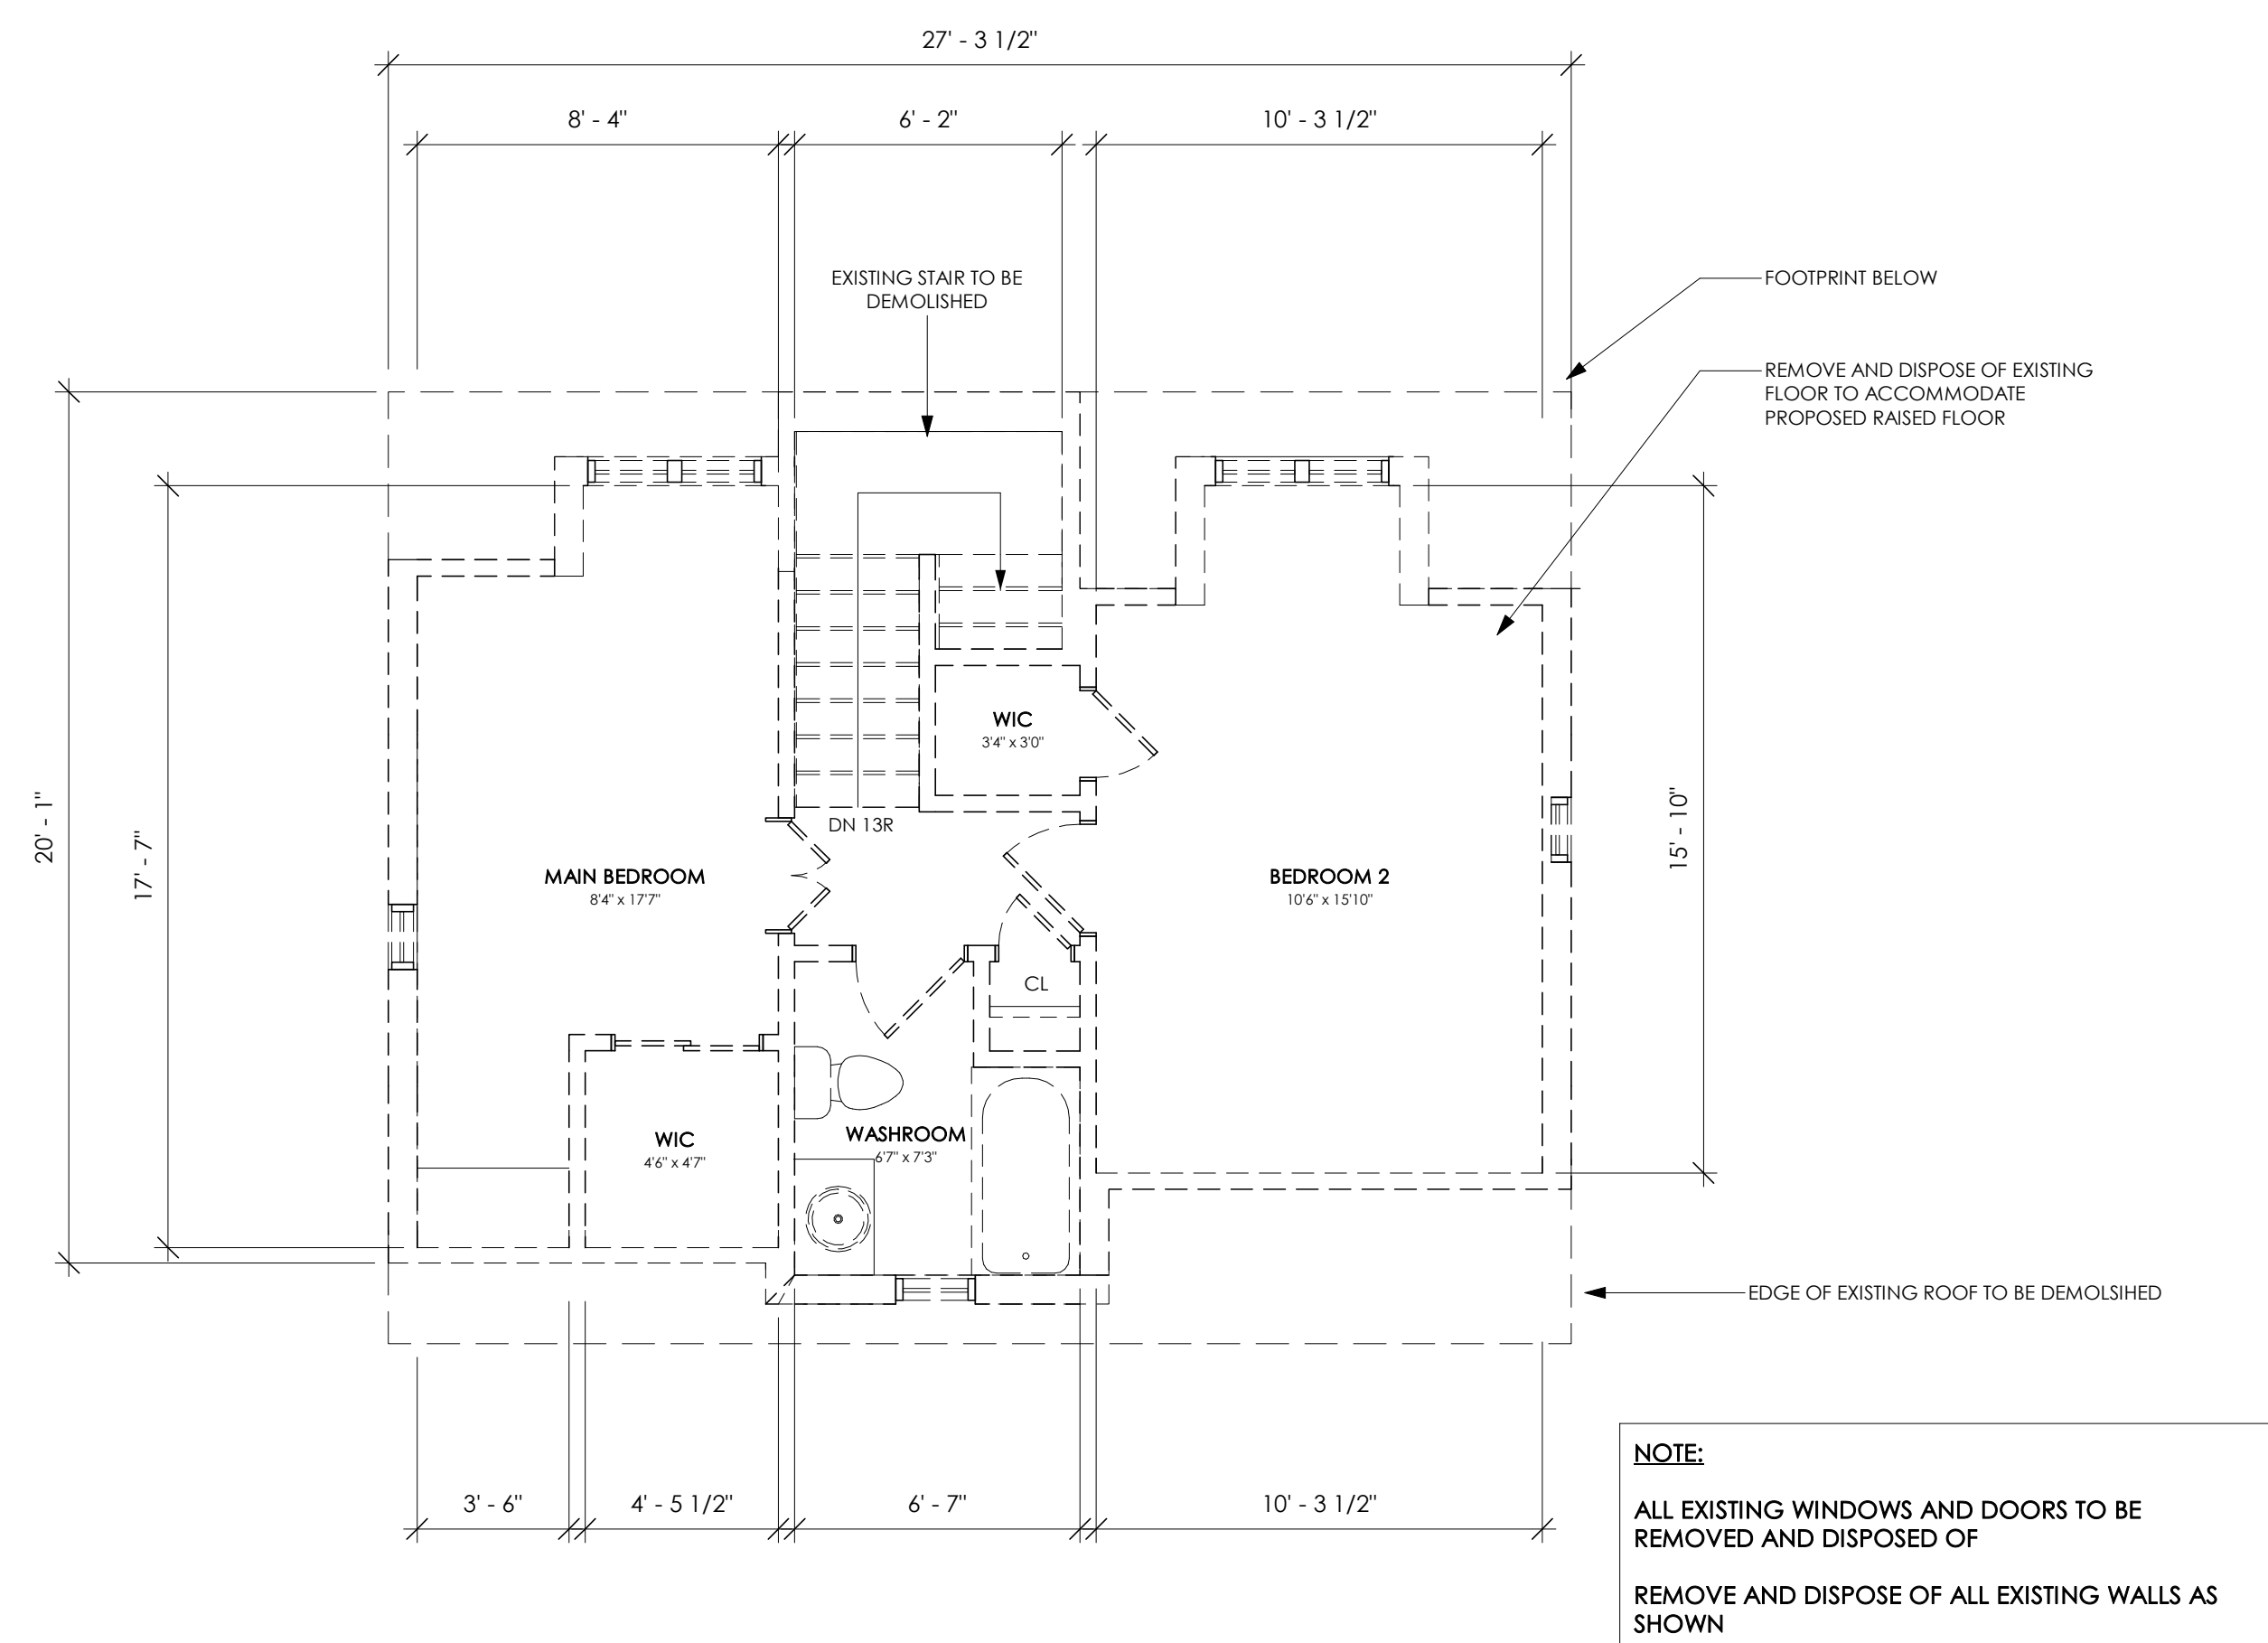 27' - 3 1/2"
8' - 4"
6' - 2"
10' - 3 1/2"
EXISTING STAIR TO BE
DEMOLISHED
FOOTPRINT BELOW
REMOVE AND DISPOSE OF EXISTING
FLOOR TO ACCOMMODATE
PROPOSED RAISED FLOOR
WIC
3'4" x 3'0"
20' - 1"
17' - 7"
15' - 10"
DN 13R
MAIN BEDROOM
8'4" x 17'7"
BEDROOM 2
10'6" x 15'10"
CL
WIC
4'6" x 4'7"
WASHROOM
6'7" x 7'3"
EDGE OF EXISTING ROOF TO BE DEMOLSIHED
3' - 6"
4' - 5 1/2"
6' - 7"
10' - 3 1/2"
NOTE:
ALL EXISTING WINDOWS AND DOORS TO BE
REMOVED AND DISPOSED OF
REMOVE AND DISPOSE OF ALL EXISTING WALLS AS
SHOWN